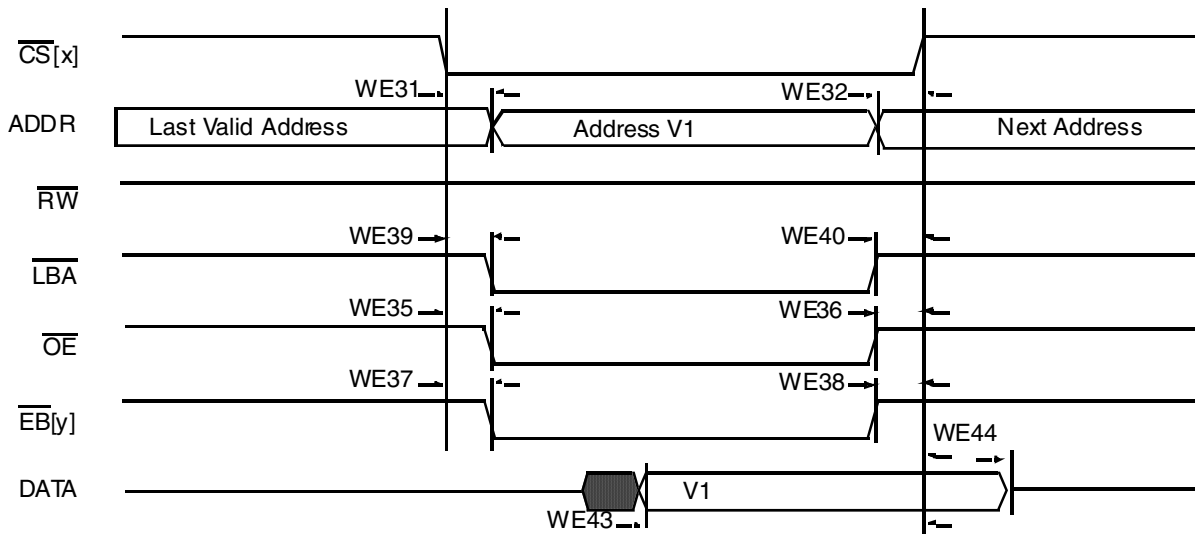 CS[x]
WE31 WE32
ADDR Last Valid Address Address V1 Next Address
RW
WE39 WE40
LBA
WE35 WE36
OE
WE37 WE38
EB[y]
WE44
DATA V1
WE43